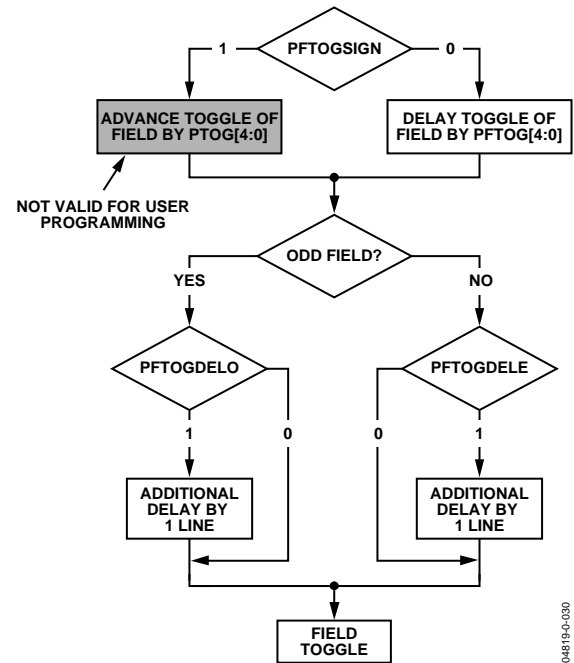 PFTOGSIGN
1
0
ADVANCE TOGGLE OF
FIELD BY PTOG[4:0]
DELAY TOGGLE OF
FIELD BY PFTOG[4:0]
NOT VALID FOR USER
PROGRAMMING
ODD FIELD?
YES
NO
PFTOGDELO
PFTOGDELE
1
0
0
1
ADDITIONAL
DELAY BY
1 LINE
ADDITIONAL
DELAY BY
1 LINE
FIELD
TOGGLE
04819-0-030